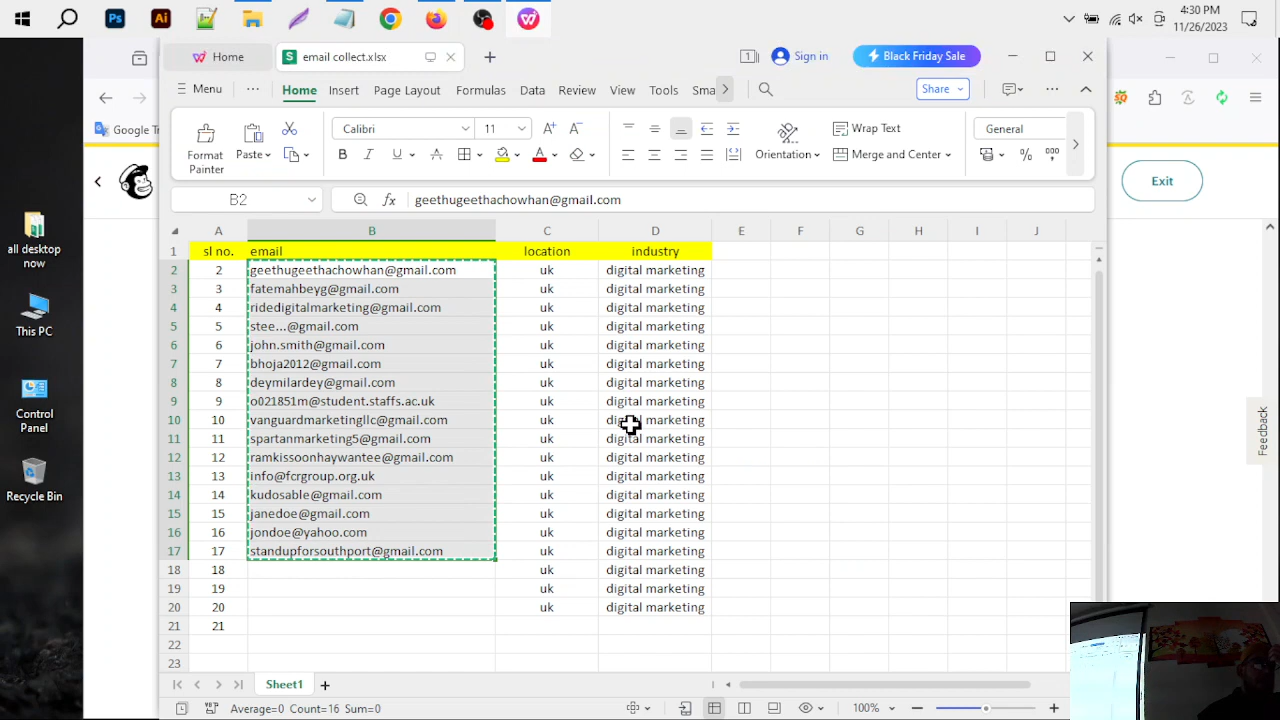 4:30 PM
11/26/2023
Home
email collect.xlsx
Sign in
Black Friday Sale
Menu
Home
Insert
Page Layout
Formulas
Data
Review
View
Tools
Sma
Share
Google Tr
Format
Painter
Paste
Calibri
11
Wrap Text
Orientation
Merge and Center
General
Exit
B2
geethugeethachowhan@gmail.com
A B C D E F G H I J
1 sl no. email location industry
2 2 geethugeethachowhan@gmail.com uk digital marketing
3 3 fatemahbeyg@gmail.com uk digital marketing
4 4 ridedigitalmarketing@gmail.com uk digital marketing
5 5 stee...@gmail.com uk digital marketing
6 6 john.smith@gmail.com uk digital marketing
7 7 bhoja2012@gmail.com uk digital marketing
8 8 deymilardey@gmail.com uk digital marketing
9 9 o021851m@student.staffs.ac.uk uk digital marketing
10 10 vanguardmarketingllc@gmail.com uk digital marketing
11 11 spartanmarketing5@gmail.com uk digital marketing
12 12 ramkissoonhaywantee@gmail.com uk digital marketing
13 13 info@fcrgroup.org.uk uk digital marketing
14 14 kudosable@gmail.com uk digital marketing
15 15 janedoe@gmail.com uk digital marketing
16 16 jondoe@yahoo.com uk digital marketing
17 17 standupforsouthport@gmail.com uk digital marketing
18 18 uk digital marketing
19 19 uk digital marketing
20 20 uk digital marketing
21 21
22
23
Sheet1
Average=0 Count=16 Sum=0
100%
all desktop
now
This PC
Control
Panel
Recycle Bin
Feedback